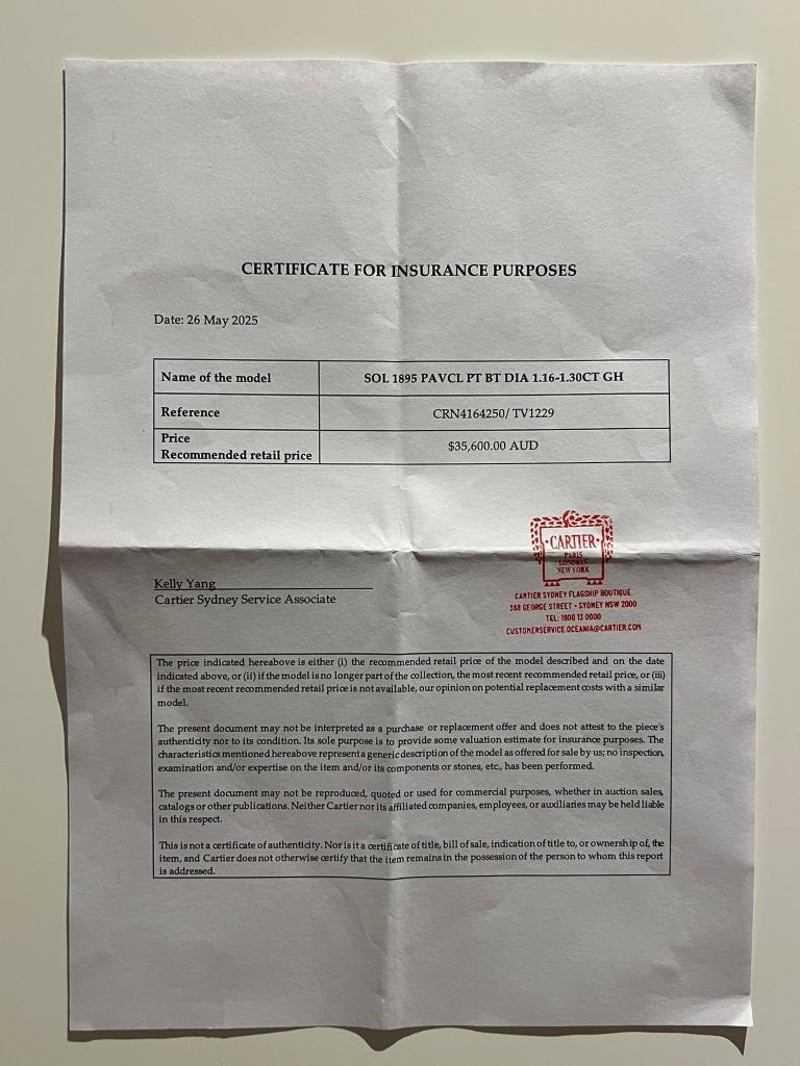 CERTIFICATE FOR INSURANCE PURPOSES
Date: 26 May 2025
Name of the model SOL 1895 PAVCL PT BT DIA 1.16-1.30CT GH
Reference CRN4164250/ TV1229
Price
Recommended retail price $35,600.00 AUD
CARTIER
PARIS
LONDRES
NEW YORK
CARTIER SYDNEY FLAGSHIP BOUTIQUE
388 GEORGE STREET • SYDNEY NSW 2000
TEL: 1800 13 0000
CUSTOMERSERVICE.OCEANIA@CARTIER.COM
Kelly Yang
Cartier Sydney Service Associate
The price indicated hereabove is either (i) the recommended retail price of the model described and on the date
indicated above, or (ii) if the model is no longer part of the collection, the most recent recommended retail price, or (iii)
if the most recent recommended retail price is not available, our opinion on potential replacement costs with a similar
model.
The present document may not be interpreted as a purchase or replacement offer and does not attest to the piece's
authenticity nor to its condition. Its sole purpose is to provide some valuation estimate for insurance purposes. The
characteristics mentioned hereabove represent a generic description of the model as offered for sale by us; no inspection,
examination and/or expertise on the item and/or its components or stones, etc., has been performed.
The present document may not be reproduced, quoted or used for commercial purposes, whether in auction sales,
catalogs or other publications. Neither Cartier nor its affiliated companies, employees, or auxiliaries may be held liable
in this respect.
This is not a certificate of authenticity. Nor is it a certificate of title, bill of sale, indication of title to, or ownership of, the
item, and Cartier does not otherwise certify that the item remains in the possession of the person to whom this report
is addressed.